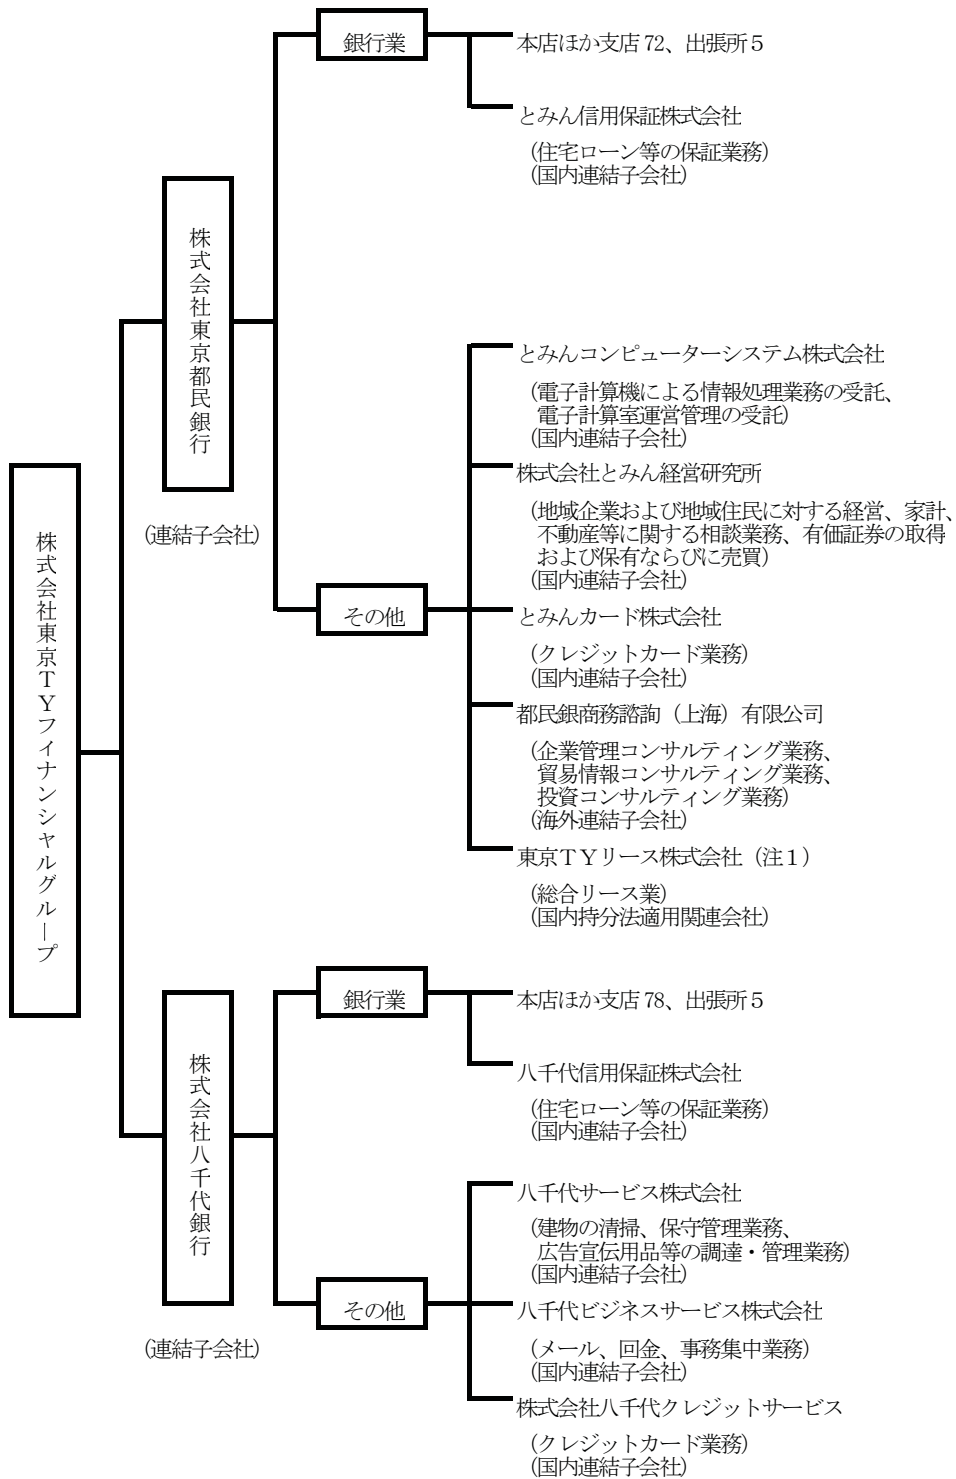 株式会社東京ＴＹフィナンシャルグループ
株式会社東京都民銀行
（連結子会社）
銀行業
本店ほか支店 72、出張所５
とみん信用保証株式会社
（住宅ローン等の保証業務）
（国内連結子会社）
その他
とみんコンピューターシステム株式会社
（電子計算機による情報処理業務の受託、
電子計算室運営管理の受託）
（国内連結子会社）
株式会社とみん経営研究所
（地域企業および地域住民に対する経営、家計、
不動産等に関する相談業務、有価証券の取得
および保有ならびに売買）
（国内連結子会社）
とみんカード株式会社
（クレジットカード業務）
（国内連結子会社）
都民銀商務諮詢（上海）有限公司
（企業管理コンサルティング業務、
貿易情報コンサルティング業務、
投資コンサルティング業務）
（海外連結子会社）
東京ＴＹリース株式会社（注１）
（総合リース業）
（国内持分法適用関連会社）
株式会社八千代銀行
（連結子会社）
銀行業
本店ほか支店 78、出張所５
八千代信用保証株式会社
（住宅ローン等の保証業務）
（国内連結子会社）
その他
八千代サービス株式会社
（建物の清掃、保守管理業務、
広告宣伝用品等の調達・管理業務）
（国内連結子会社）
八千代ビジネスサービス株式会社
（メール、回金、事務集中業務）
（国内連結子会社）
株式会社八千代クレジットサービス
（クレジットカード業務）
（国内連結子会社）